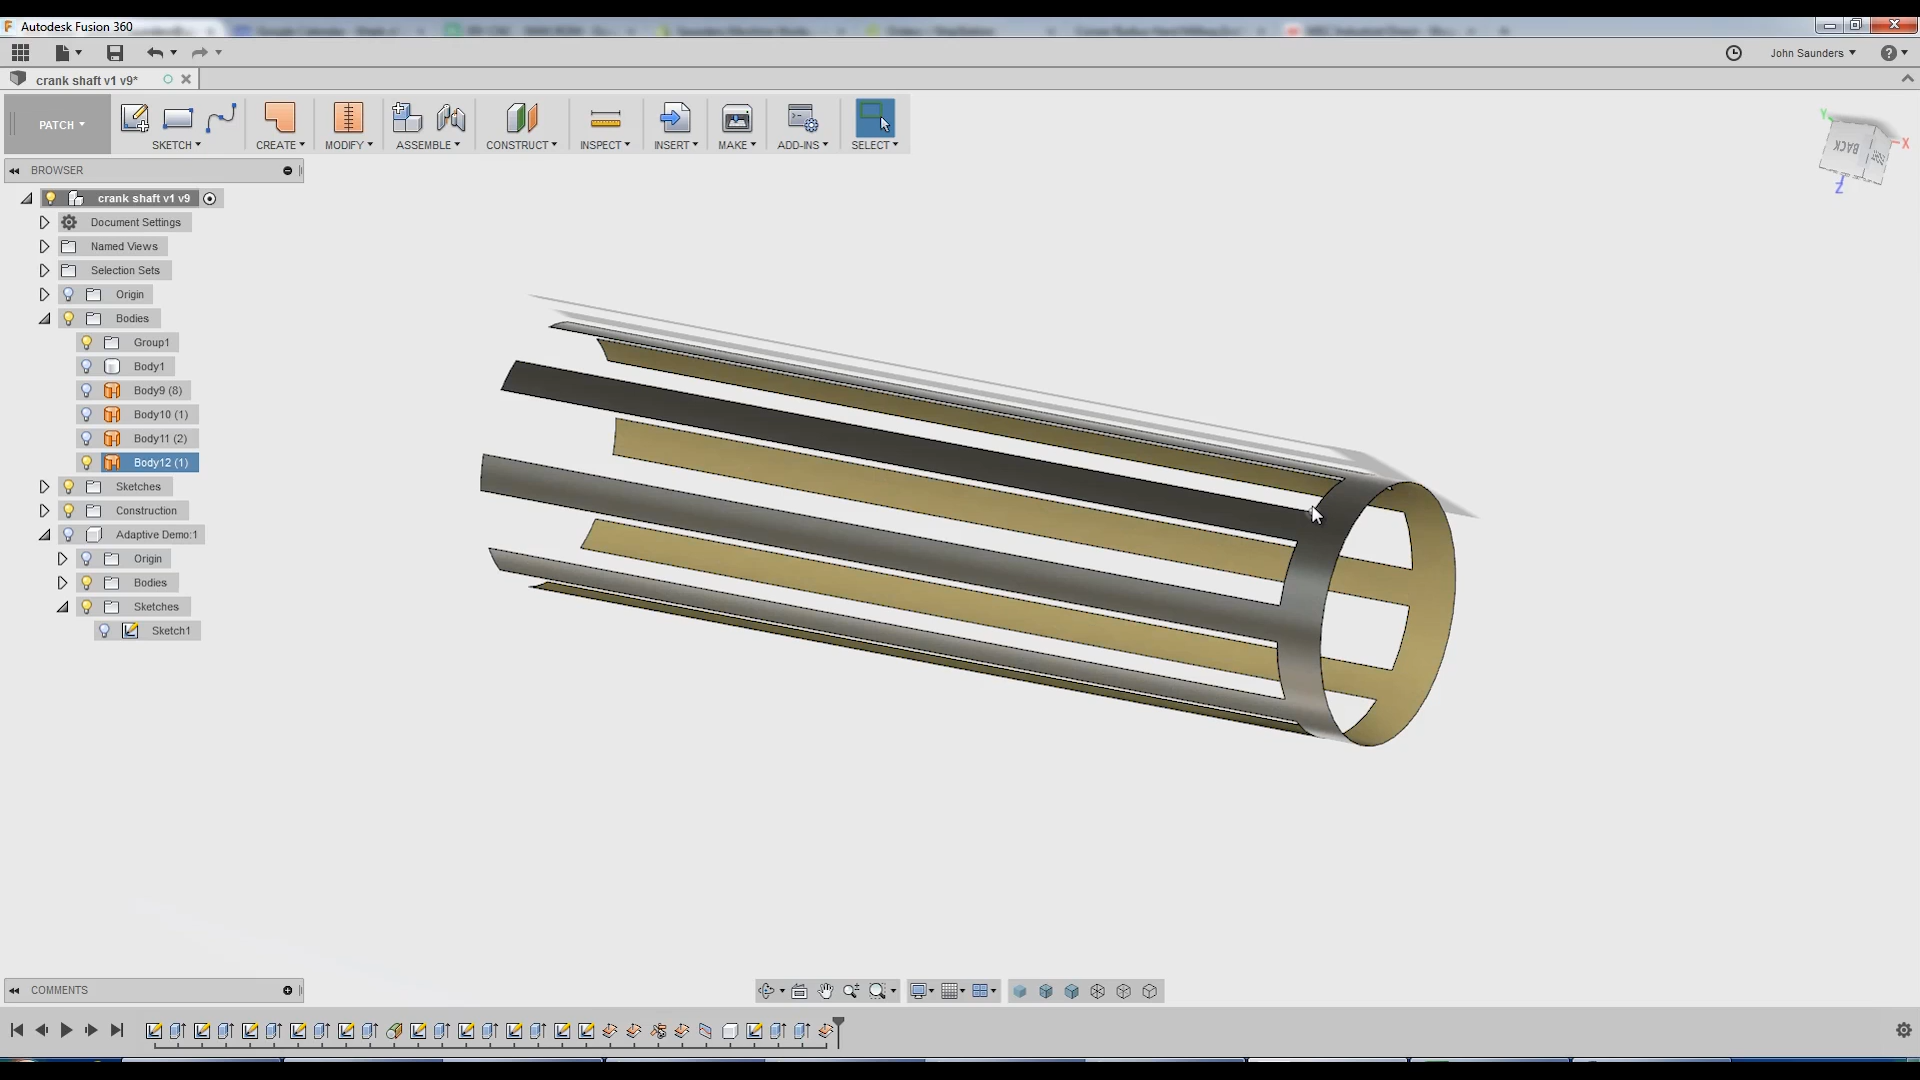 Autodesk Fusion 360
John Saunders
crank shaft v1 v9*
PATCH
SKETCH
CREATE
MODIFY
ASSEMBLE
CONSTRUCT
INSPECT
INSERT
MAKE
ADD-INS
SELECT
BROWSER
crank shaft v1 v9
Document Settings
Named Views
Selection Sets
Origin
Bodies
Group1
Body1
Body9 (8)
Body10 (1)
Body11 (2)
Body12 (1)
Sketches
Construction
Adaptive Demo:1
Origin
Bodies
Sketches
Sketch1
Y
X
Z
BACK
COMMENTS